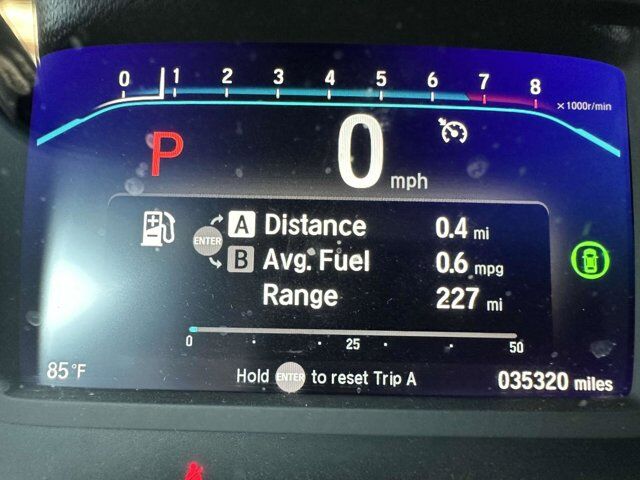 0 1 2 3 4 5 6 7 8 x1000r/min
P 0 mph
A Distance 0.4 mi
ENTER
B Avg. Fuel 0.6 mpg
Range 227 mi
0 25 50
85°F Hold ENTER to reset Trip A 035320 miles